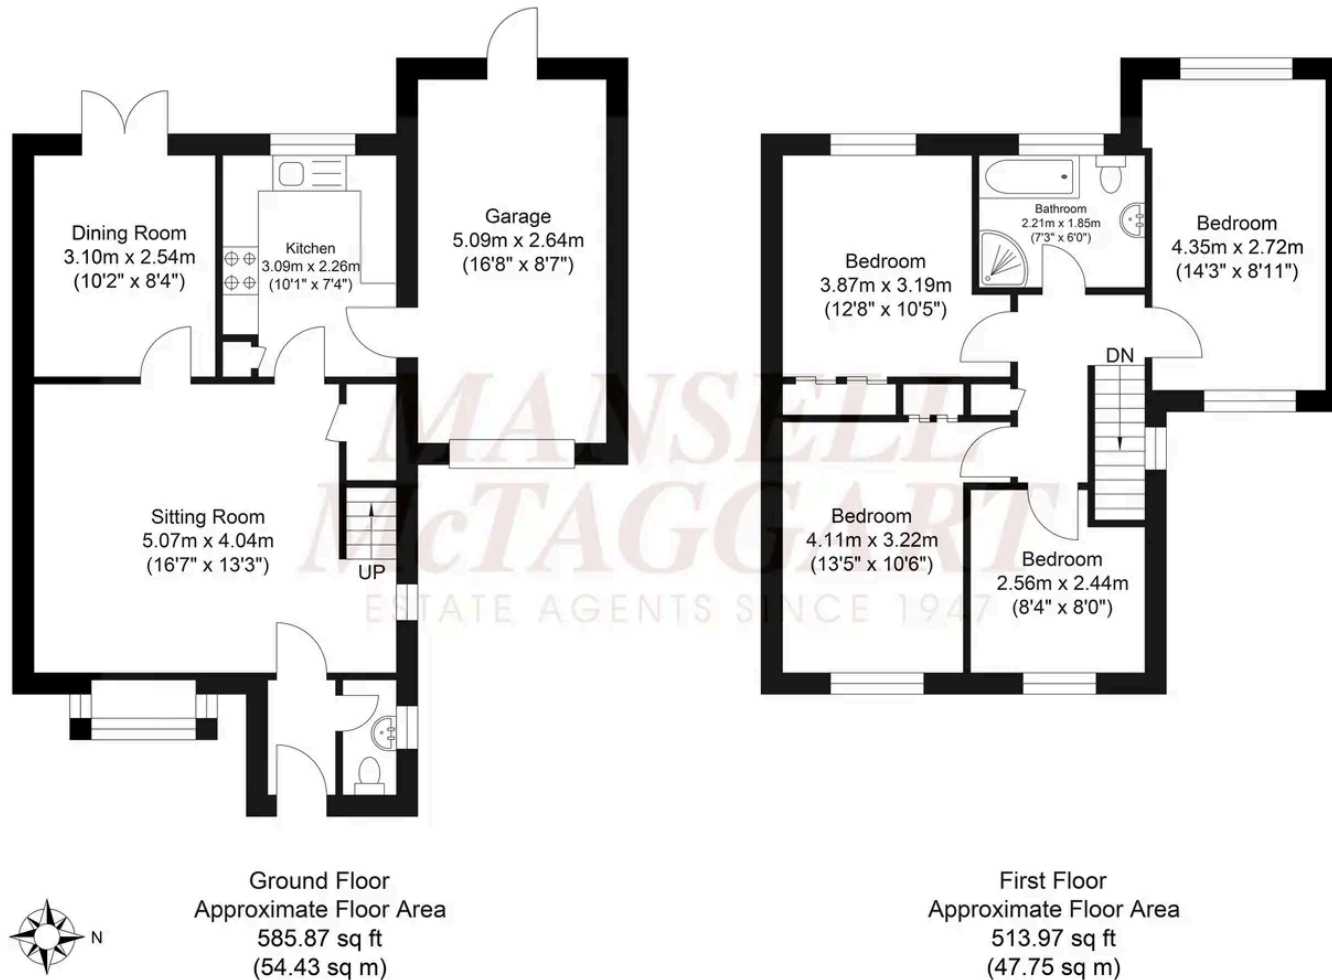 Dining Room
3.10m x 2.54m
(10'2" x 8'4")
Kitchen
3.09m x 2.26m
(10'1" x 7'4")
Garage
5.09m x 2.64m
(16'8" x 8'7")
Sitting Room
5.07m x 4.04m
(16'7" x 13'3")
UP
Bedroom
3.87m x 3.19m
(12'8" x 10'5")
Bathroom
2.21m x 1.85m
(7'3" x 6'0")
Bedroom
4.35m x 2.72m
(14'3" x 8'11")
DN
Bedroom
4.11m x 3.22m
(13'5" x 10'6")
Bedroom
2.56m x 2.44m
(8'4" x 8'0")
MANSELL
McTAGGART
ESTATE AGENTS SINCE 1947
N
Ground Floor
Approximate Floor Area
585.87 sq ft
(54.43 sq m)
First Floor
Approximate Floor Area
513.97 sq ft
(47.75 sq m)